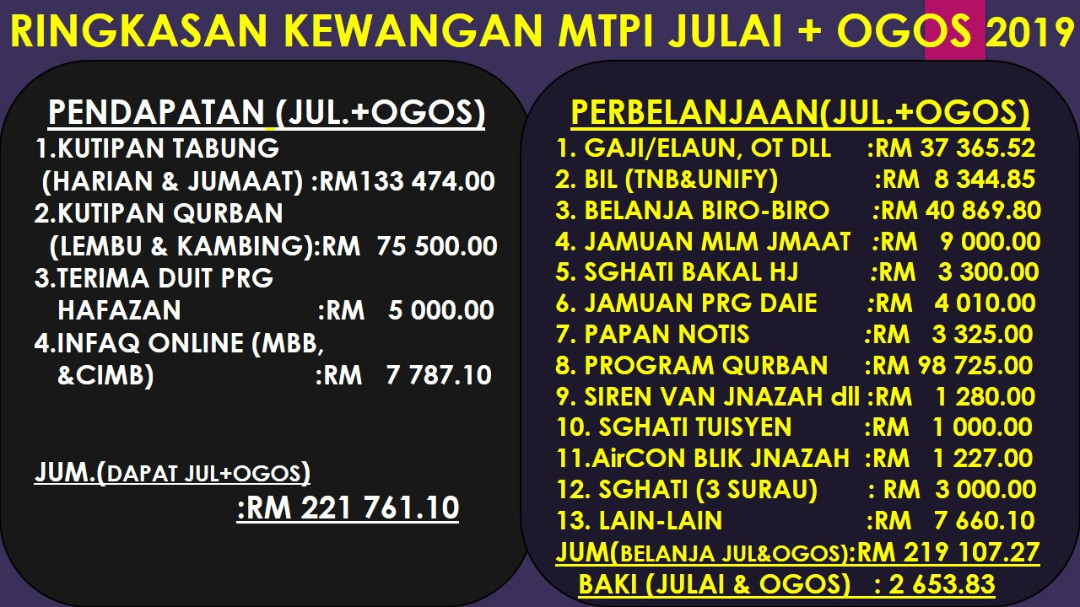 RINGKASAN KEWANGAN MTPI JULAI + OGOS 2019
PENDAPATAN (JUL.+OGOS)
1.KUTIPAN TABUNG
(HARIAN & JUMAAT) :RM133 474.00
2.KUTIPAN QURBAN
(LEMBU & KAMBING):RM 75 500.00
3.TERIMA DUIT PRG
HAFAZAN :RM 5 000.00
4.INFAQ ONLINE (MBB,
&CIMB) :RM 7 787.10
JUM.(DAPAT JUL+OGOS)
:RM 221 761.10
PERBELANJAAN(JUL.+OGOS)
1. GAJI/ELAUN, OT DLL :RM 37 365.52
2. BIL (TNB&UNIFY) :RM 8 344.85
3. BELANJA BIRO-BIRO :RM 40 869.80
4. JAMUAN MLM JMAAT :RM 9 000.00
5. SGHATI BAKAL HJ :RM 3 300.00
6. JAMUAN PRG DAIE :RM 4 010.00
7. PAPAN NOTIS :RM 3 325.00
8. PROGRAM QURBAN :RM 98 725.00
9. SIREN VAN JNAZAH dll :RM 1 280.00
10. SGHATI TUISYEN :RM 1 000.00
11.AirCON BLIK JNAZAH :RM 1 227.00
12. SGHATI (3 SURAU) : RM 3 000.00
13. LAIN-LAIN :RM 7 660.10
JUM(BELANJA JUL&OGOS):RM 219 107.27
BAKI (JULAI & OGOS) : 2 653.83